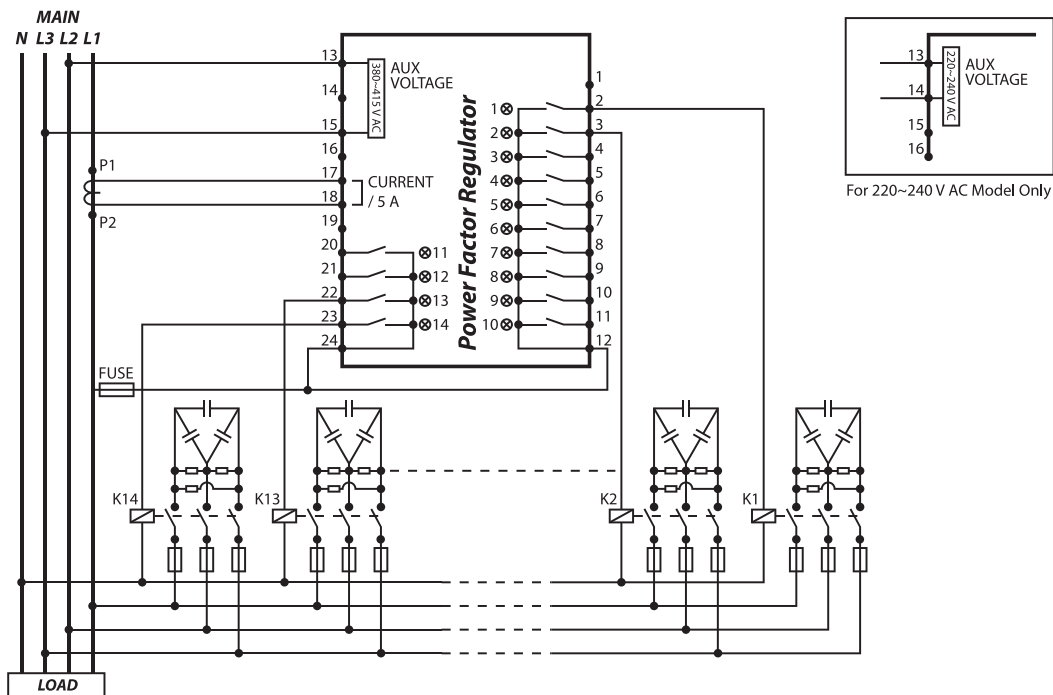 MAIN
N L3 L2 L1
13
14
15
16
17
18
19
20
21
22
23
24
380~415 V AC
AUX
VOLTAGE
P1
P2
CURRENT
/ 5 A
11
12
13
14
Power Factor Regulator
1
2
3
4
5
6
7
8
9
10
1
2
3
4
5
6
7
8
9
10
11
12
13
14
15
16
220~240 V AC
AUX
VOLTAGE
For 220~240 V AC Model Only
FUSE
K14
K13
K2
K1
LOAD